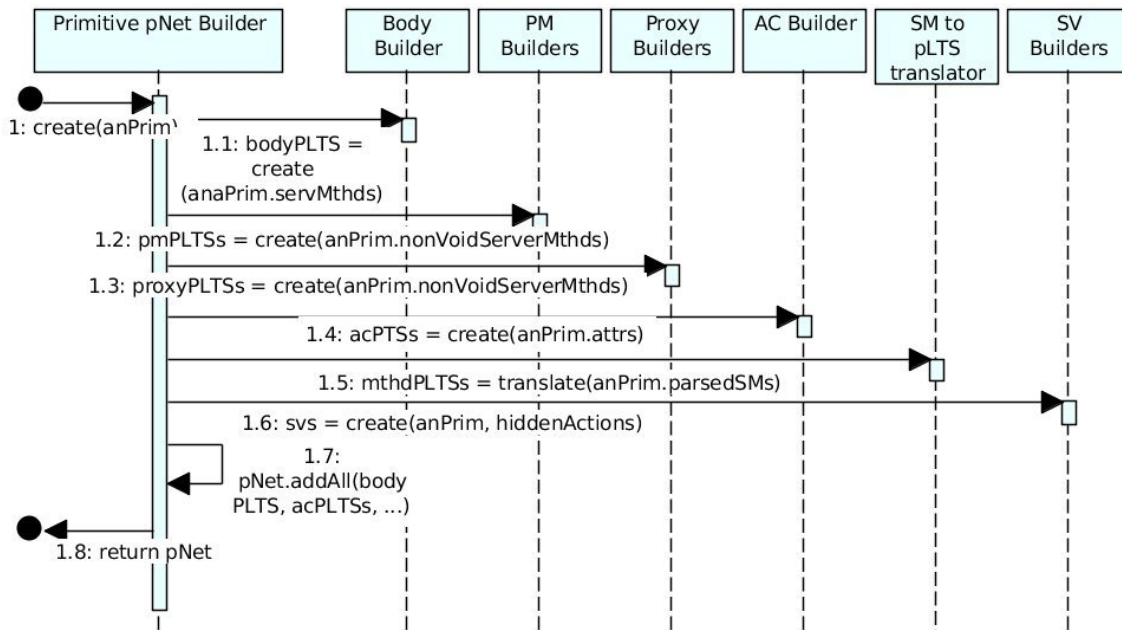 Primitive pNet Builder
Body
Builder
PM
Builders
Proxy
Builders
AC Builder
SM to
pLTS
translator
SV
Builders
1: create(anPrim)
1.1: bodyPLTS =
create
(anaPrim.servMthds)
1.2: pmPLTSs = create(anPrim.nonVoidServerMthds)
1.3: proxyPLTSs = create(anPrim.nonVoidServerMthds)
1.4: acPTSs = create(anPrim.attrs)
1.5: mthdPLTSs = translate(anPrim.parsedSMs)
1.6: svs = create(anPrim, hiddenActions)
1.7:
pNet.addAll(body
PLTS, acPLTSs, ...)
1.8: return pNet